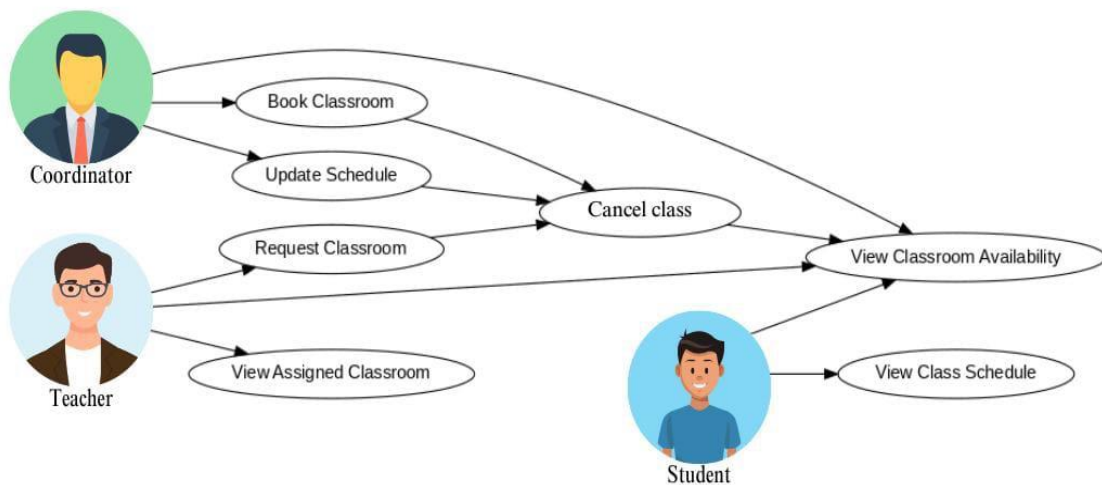 Book Classroom
Coordinator
Update Schedule
Cancel class
Request Classroom
View Classroom Availability
View Assigned Classroom
Teacher
View Class Schedule
Student